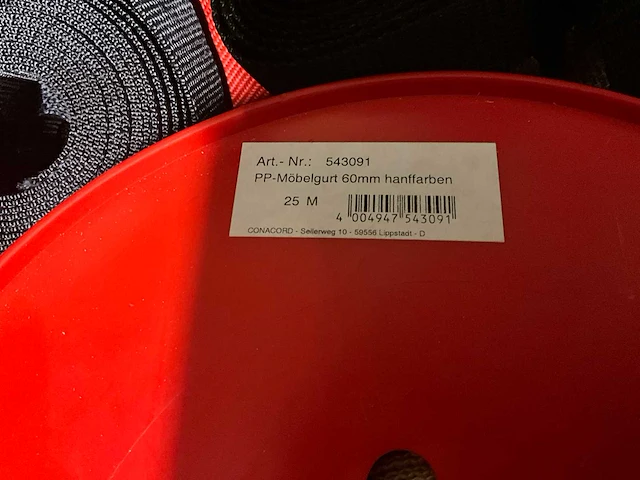 Art.- Nr.: 543091
PP-Möbelgurt 60mm hanffarben
25 M
4 004947 543091
CONACORD - Seilerweg 10 - 59556 Lippstadt - D